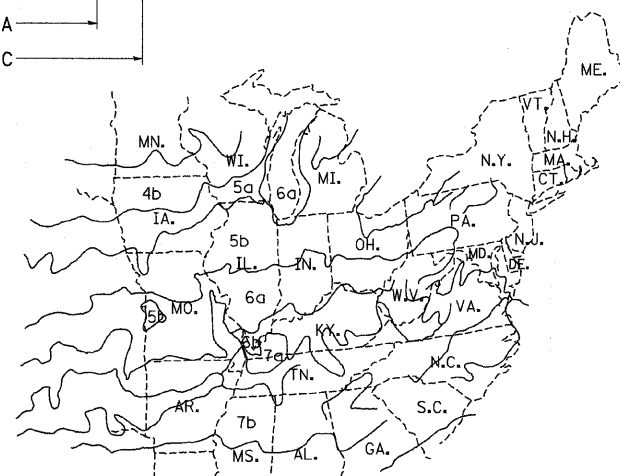 A
C
ME.
VT.
N.H.
MN.
WI.
MI.
N.Y.
MA.
CT.
4b
5a
6a
IA.
PA.
5b
OH.
N.J.
IL.
IN.
MD.
DE.
6a
W.V.
VA.
MO.
5b
KY.
6b
7a
N.C.
TN.
AR.
S.C.
7b
MS.
AL.
GA.